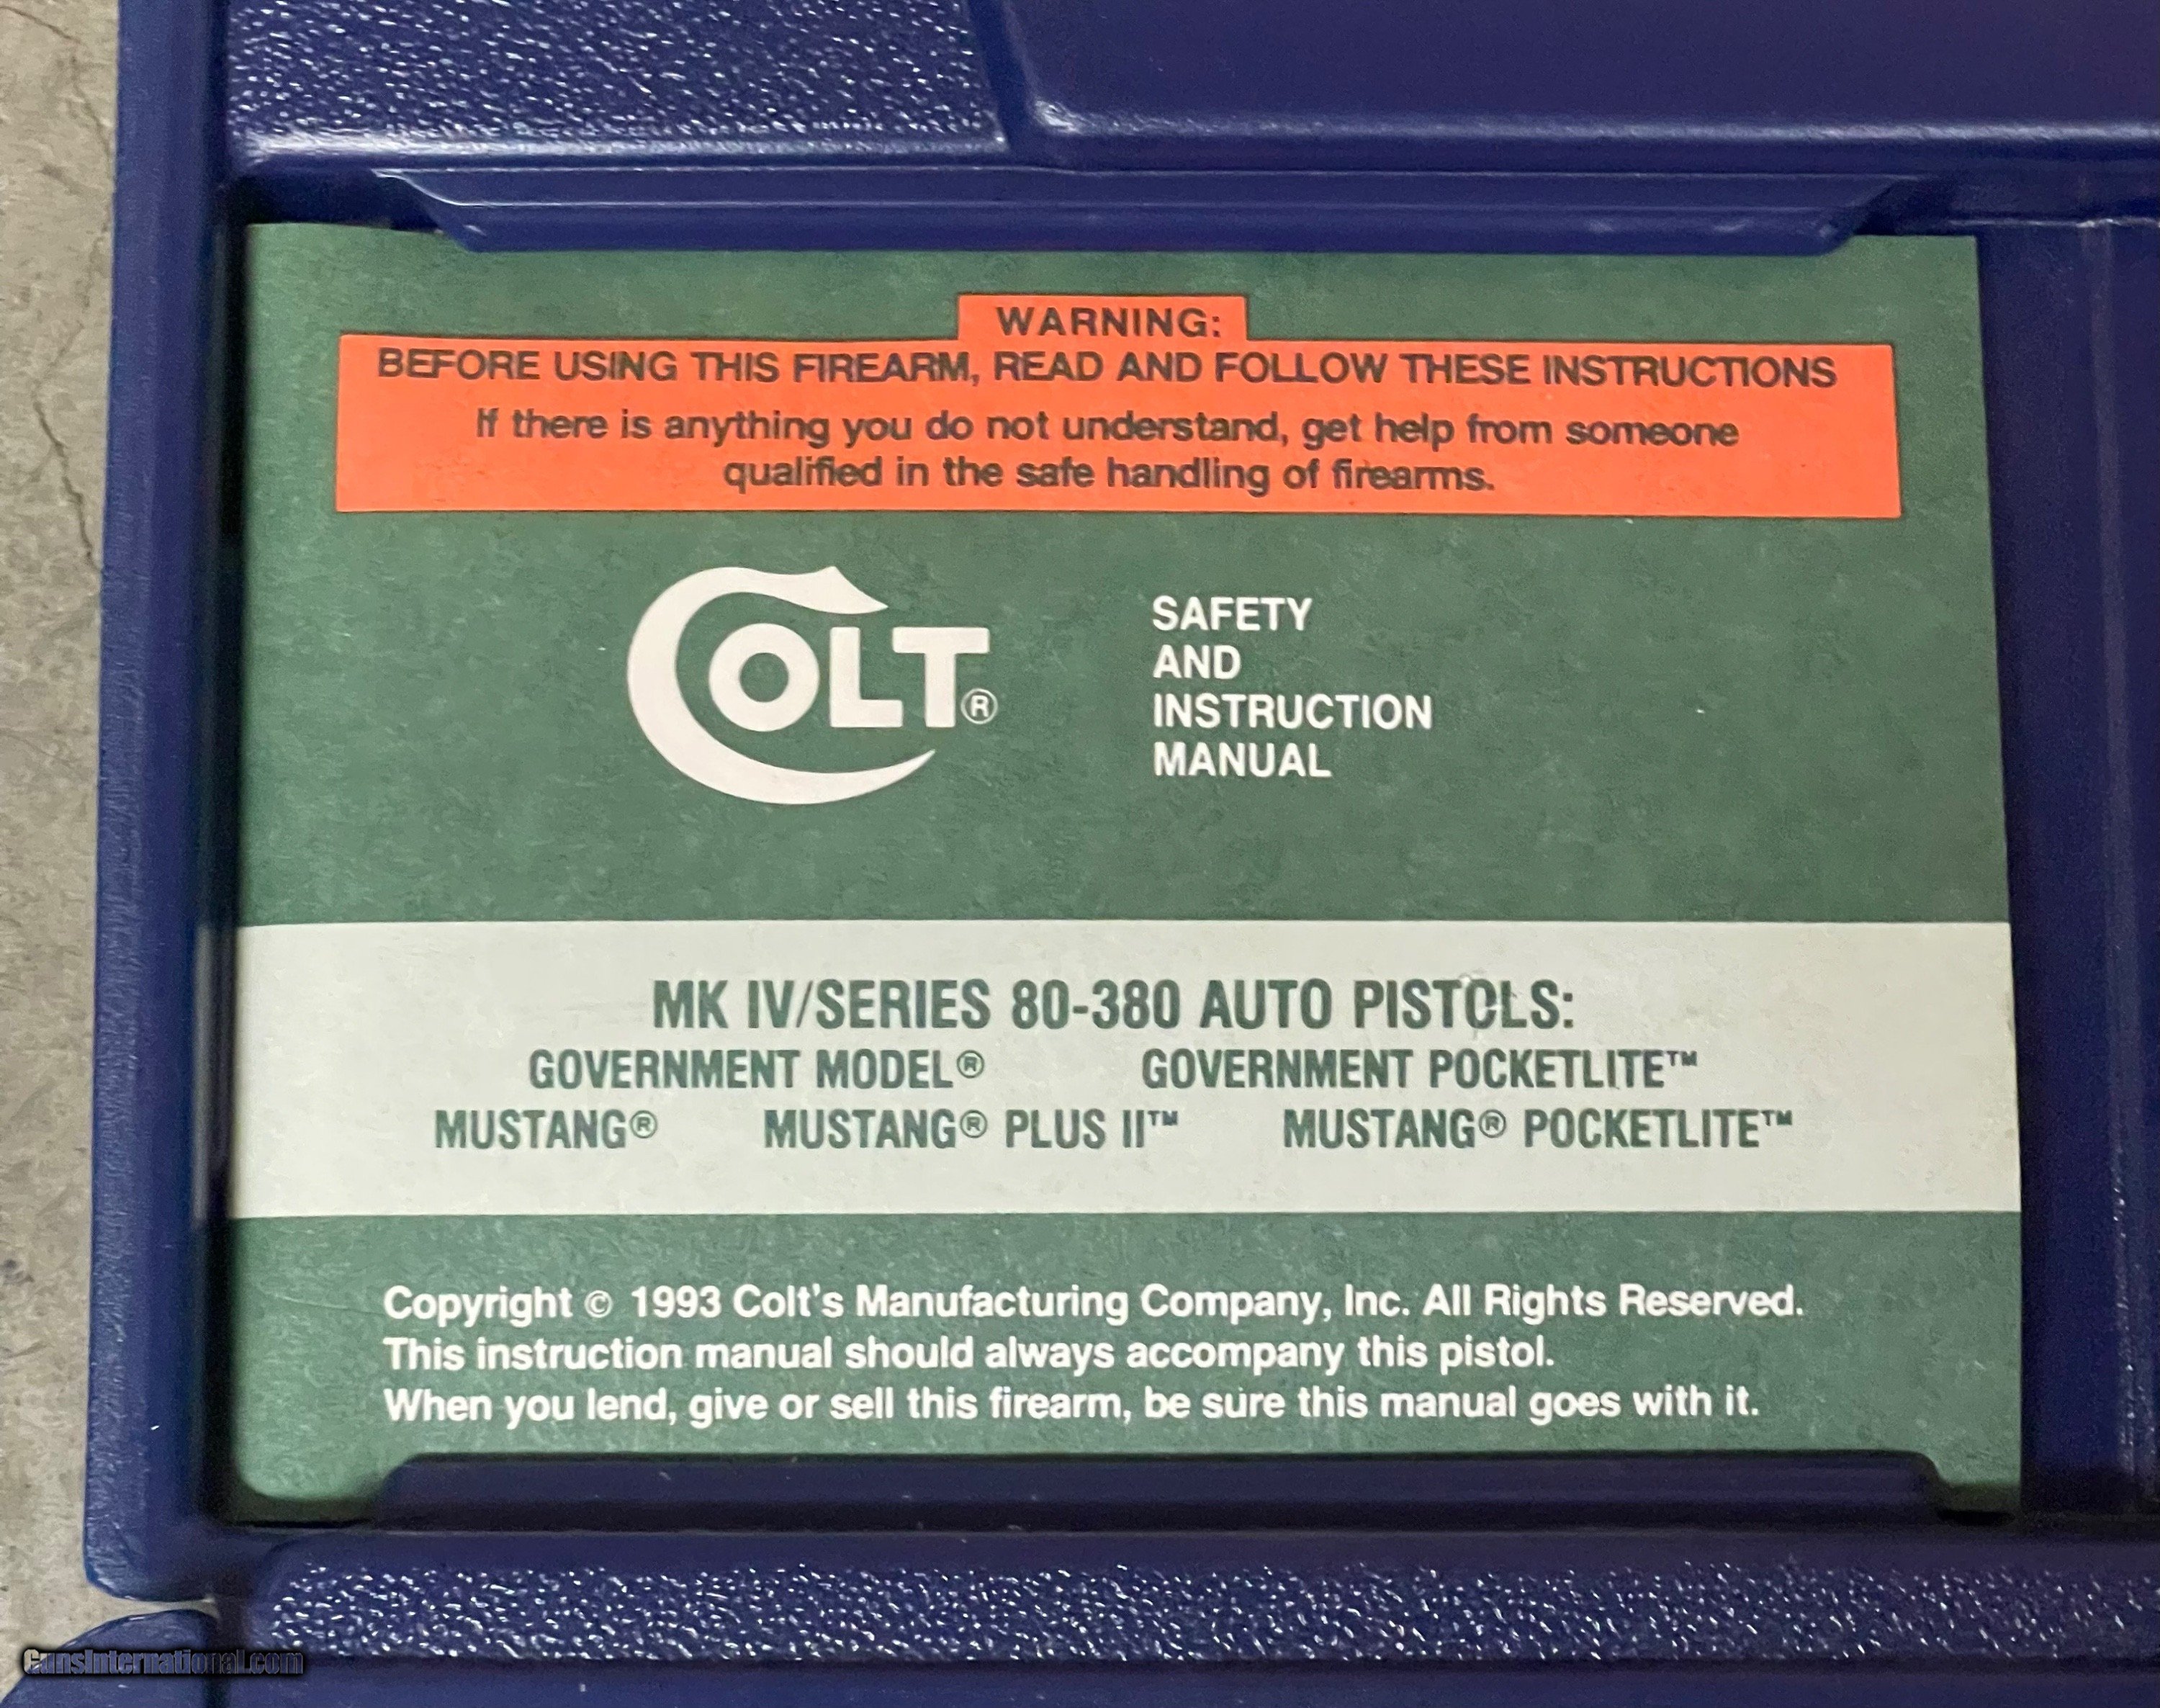 WARNING:
BEFORE USING THIS FIREARM, READ AND FOLLOW THESE INSTRUCTIONS
If there is anything you do not understand, get help from someone
qualified in the safe handling of firearms.
COLT®
SAFETY
AND
INSTRUCTION
MANUAL
MK IV/SERIES 80-380 AUTO PISTOLS:
GOVERNMENT MODEL® GOVERNMENT POCKETLITE™
MUSTANG® MUSTANG® PLUS II™ MUSTANG® POCKETLITE™
Copyright © 1993 Colt's Manufacturing Company, Inc. All Rights Reserved.
This instruction manual should always accompany this pistol.
When you lend, give or sell this firearm, be sure this manual goes with it.
GunsInternational.com